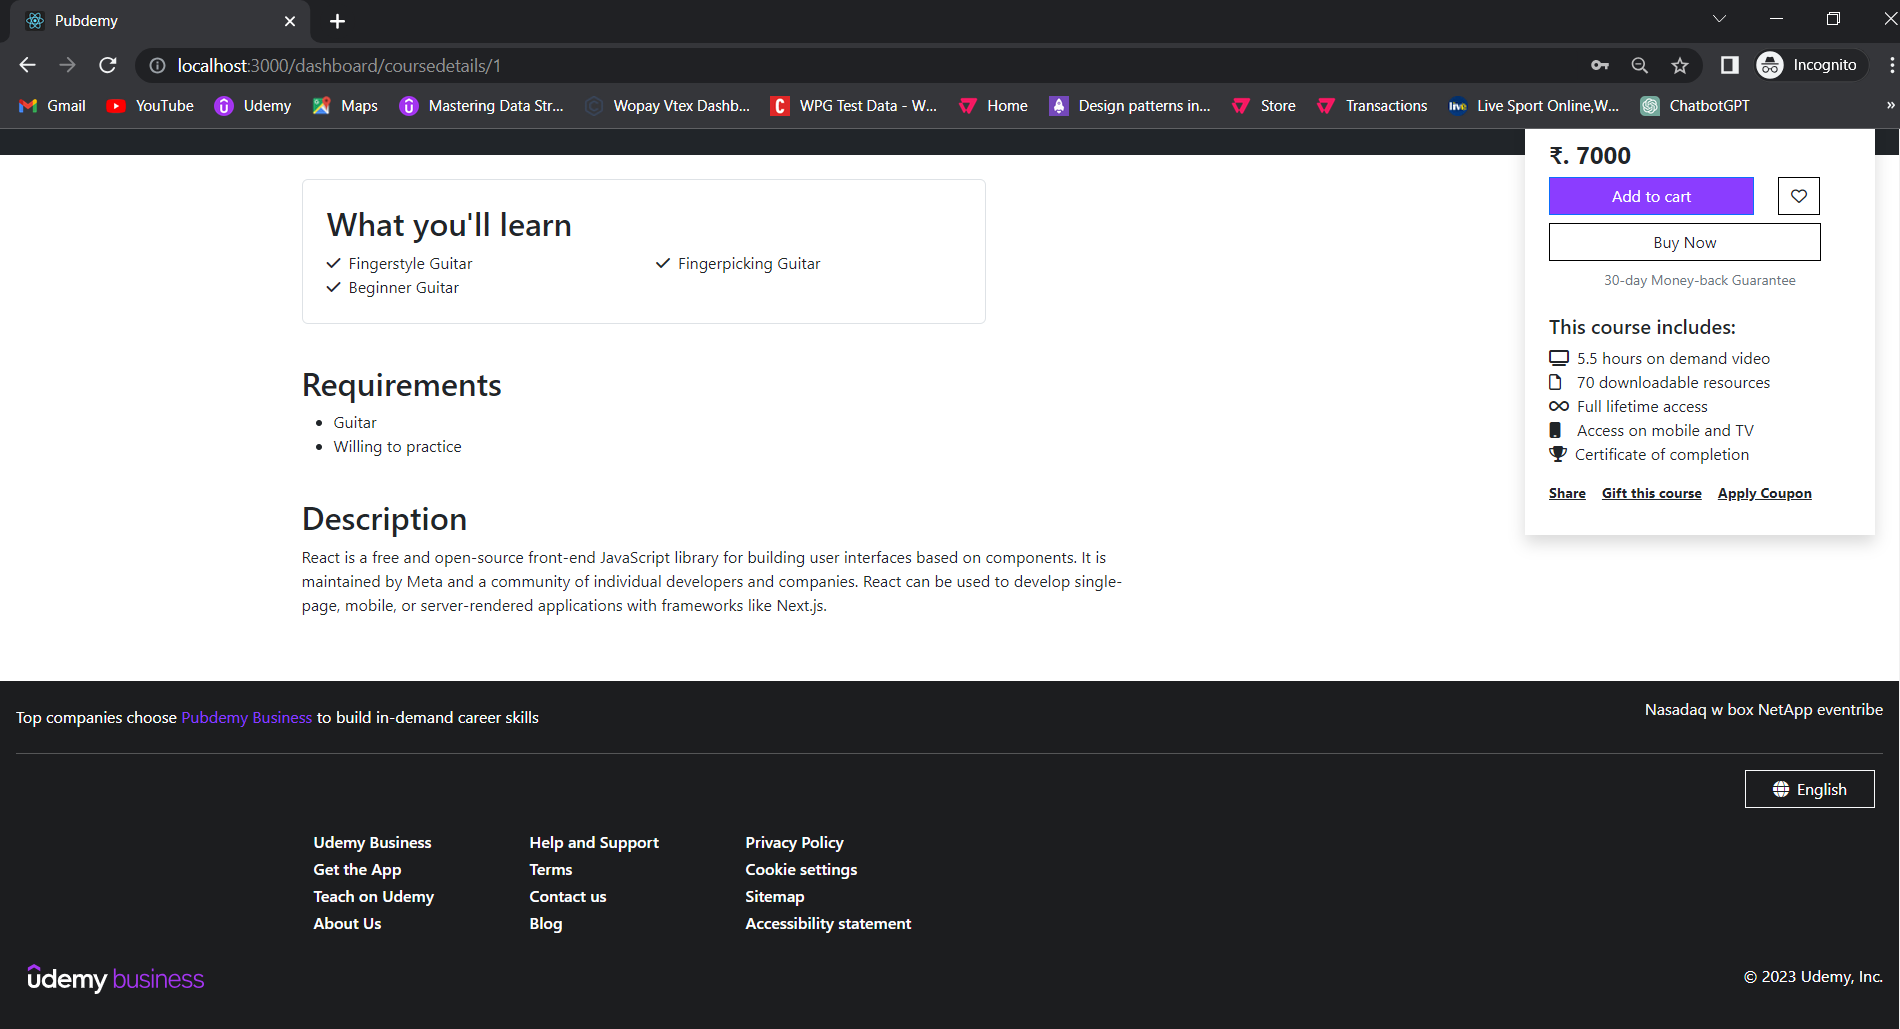 Pubdemy
localhost:3000/dashboard/coursedetails/1
Incognito
Gmail YouTube Udemy Maps Mastering Data Str... Wopay Vtex Dashb... WPG Test Data - W... Home Design patterns in... Store Transactions Live Sport Online,W... ChatbotGPT »
₹. 7000
Add to cart
Buy Now
30-day Money-back Guarantee
This course includes:
5.5 hours on demand video
70 downloadable resources
Full lifetime access
Access on mobile and TV
Certificate of completion
Share Gift this course Apply Coupon
What you'll learn
Fingerstyle Guitar Fingerpicking Guitar
Beginner Guitar
Requirements
Guitar
Willing to practice
Description
React is a free and open-source front-end JavaScript library for building user interfaces based on components. It is
maintained by Meta and a community of individual developers and companies. React can be used to develop single-
page, mobile, or server-rendered applications with frameworks like Next.js.
Top companies choose Pubdemy Business to build in-demand career skills
Nasadaq w box NetApp eventribe
English
Udemy Business Help and Support Privacy Policy
Get the App Terms Cookie settings
Teach on Udemy Contact us Sitemap
About Us Blog Accessibility statement
udemy business
© 2023 Udemy, Inc.